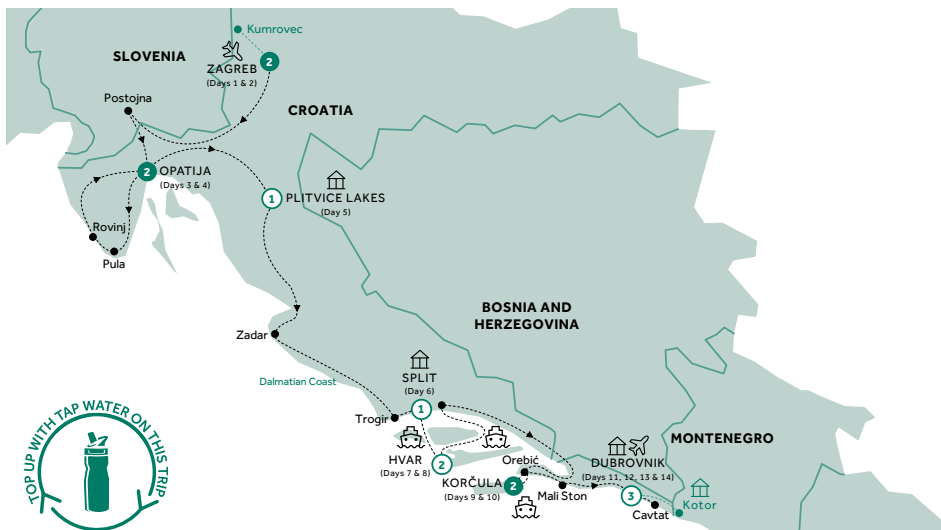 Kumrovec
SLOVENIA
2
ZAGREB
(Days 1 & 2)
Postojna
CROATIA
2
OPATIJA
(Days 3 & 4)
1
PLITVICE LAKES
(Day 5)
Rovinj
Pula
BOSNIA AND
HERZEGOVINA
Zadar
Dalmatian Coast
SPLIT
(Day 6)
1
Trogir
HVAR
(Days 7 & 8)
2
Orebić
KORČULA
(Days 9 & 10)
2
Mali Ston
MONTENEGRO
DUBROVNIK
(Days 11, 12, 13 & 14)
3
Cavtat
Kotor
TOP UP WITH TAP WATER ON THIS TRIP